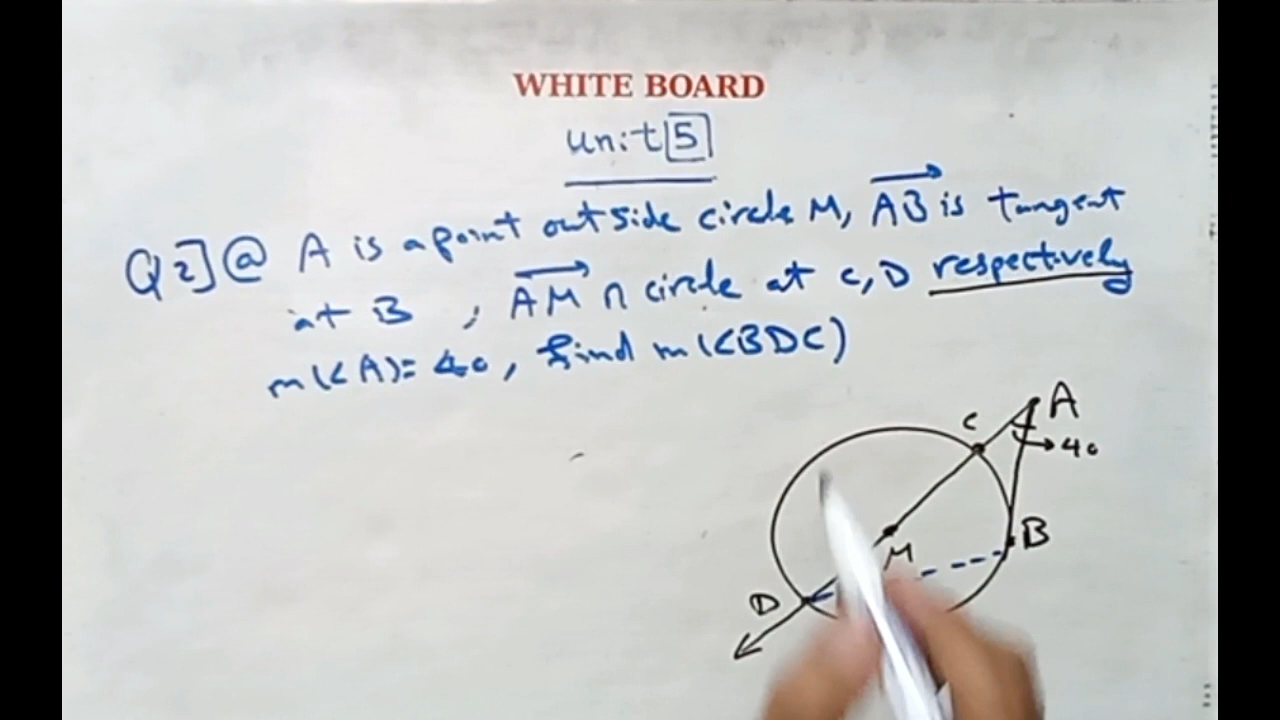 WHITE BOARD
unit 5
Q2] @ A is a point outside circle M, AB is tangent
at B , AM ∩ circle at C, D respectively
m(<A)= 40, find m(<BDC)
A
C
40
B
M
D